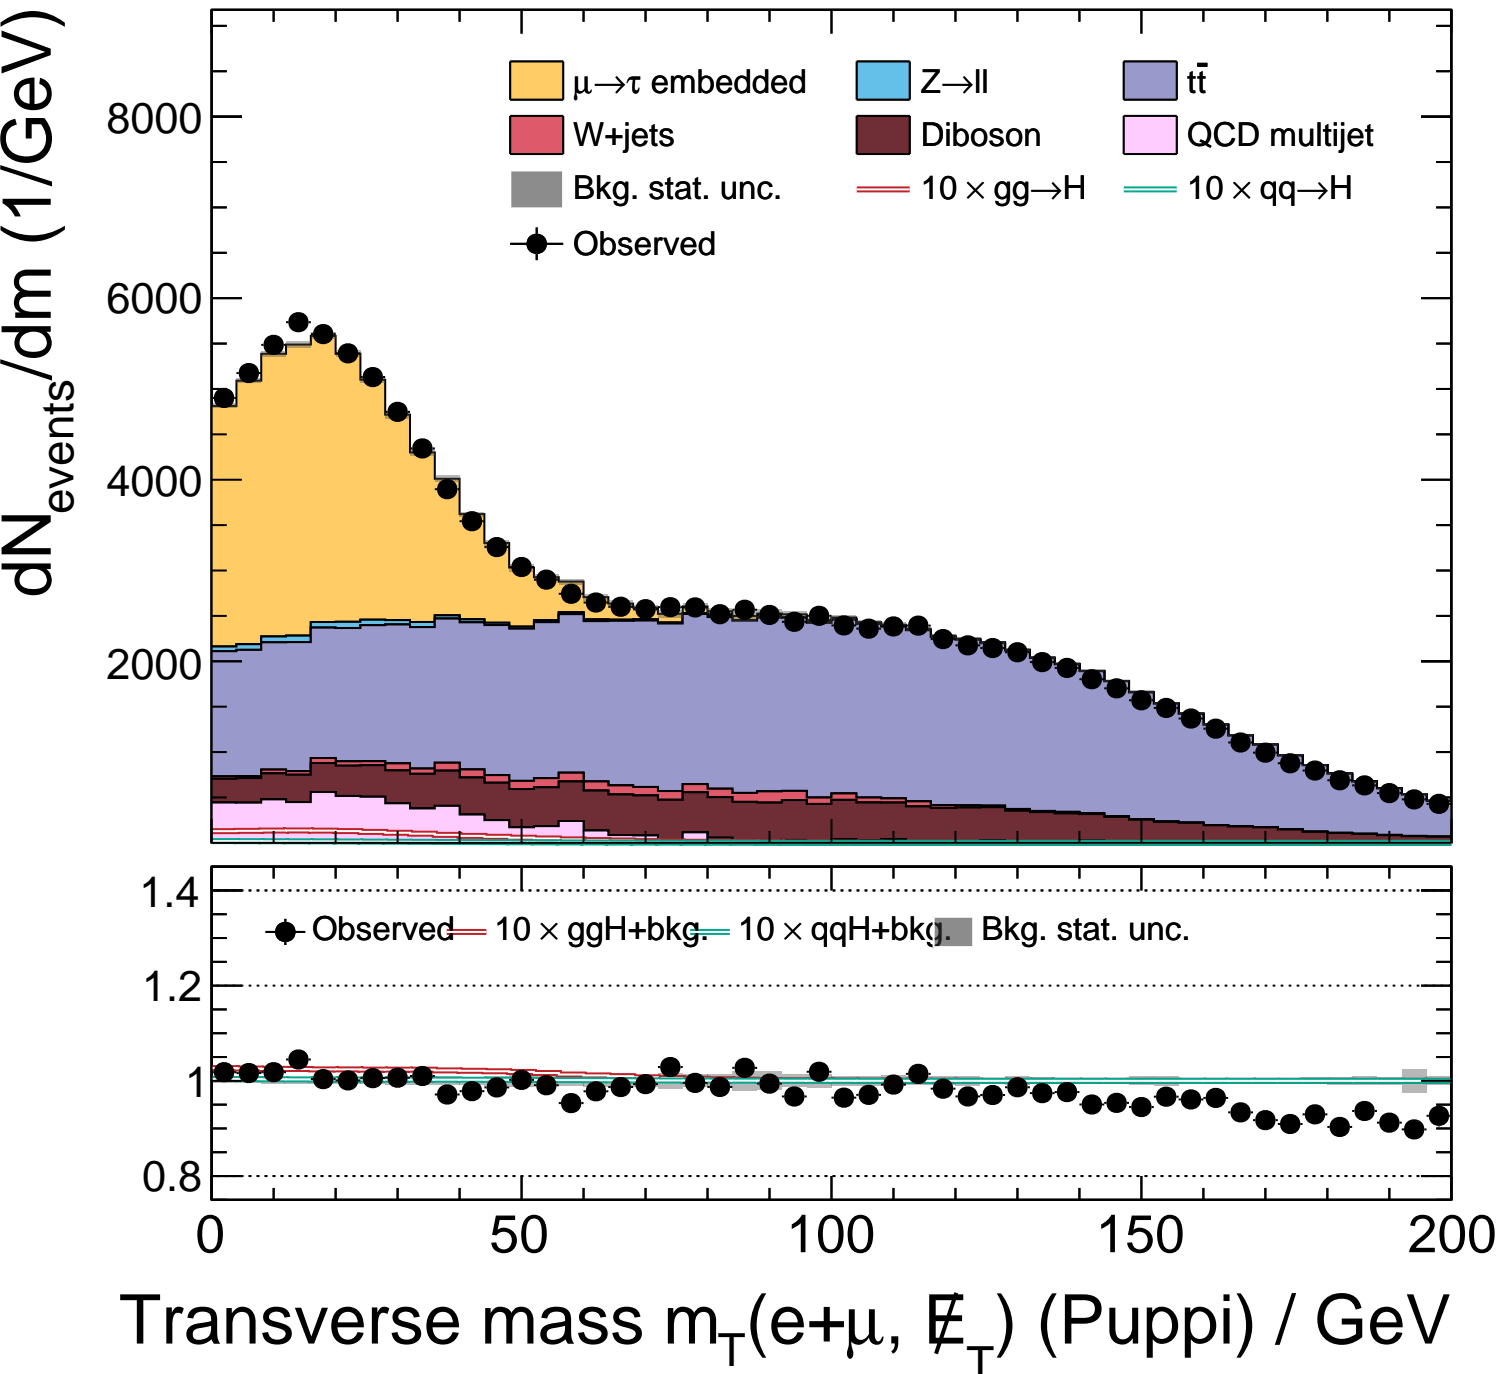 dN_events/dm (1/GeV)
8000
6000
4000
2000
μ→τ embedded Z→ll tt̄
W+jets Diboson QCD multijet
Bkg. stat. unc. 10 × gg→H 10 × qq→H
Observed
1.4
1.2
1
0.8
Observed 10 × ggH+bkg. 10 × qqH+bkg. Bkg. stat. unc.
0 50 100 150 200
Transverse mass m_T(e+μ, E̸_T) (Puppi) / GeV